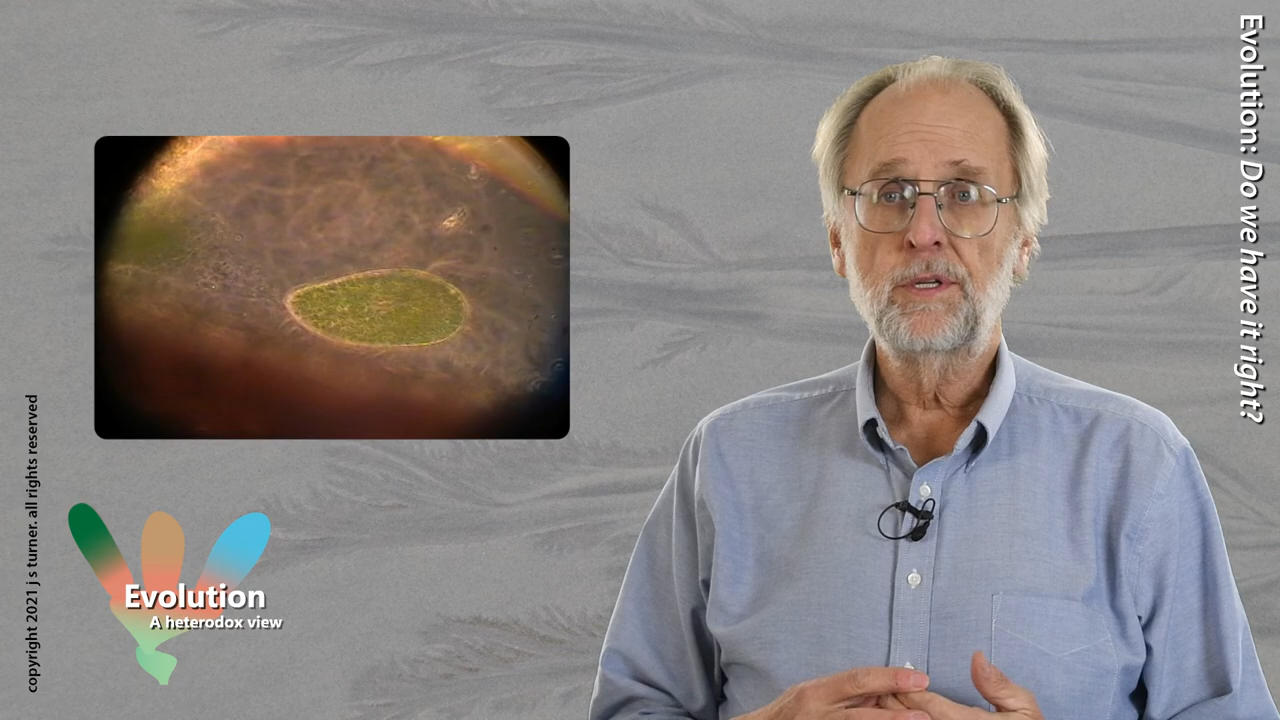 Evolution: Do we have it right?
copyright 2021 j s turner. all rights reserved
Evolution
A heterodox view